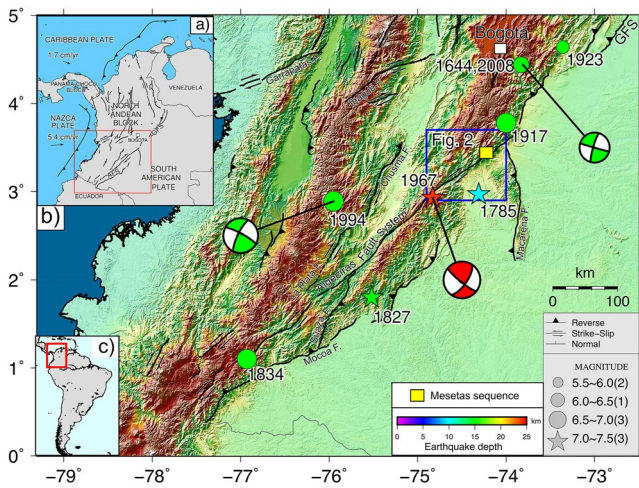 a)
CARIBBEAN PLATE
1.7 cm/yr
PANAMA-CHOCO
BLOCK
VENEZUELA
NORTH
ANDEAN
BLOCK
NAZCA
PLATE
5.4 cm/yr
BOGOTA
SOUTH
AMERICAN
PLATE
ECUADOR
b)
c)
Bogotá
1923
GFS
1644,2008
Garrapatas F.
1917
Fig. 2
Chusma F.
1967
1785
1994
Algeciras Fault System
Macarena F.
1827
Mocoa F.
1834
km
0 100
Reverse
Strike-Slip
Normal
MAGNITUDE
5.5~6.0(2)
6.0~6.5(1)
6.5~7.0(3)
7.0~7.5(3)
Mesetas sequence
km
0 5 10 15 20 25
Earthquake depth
5°
4°
3°
2°
1°
0°
−79 −78 −77 −76 −75 −74 −73